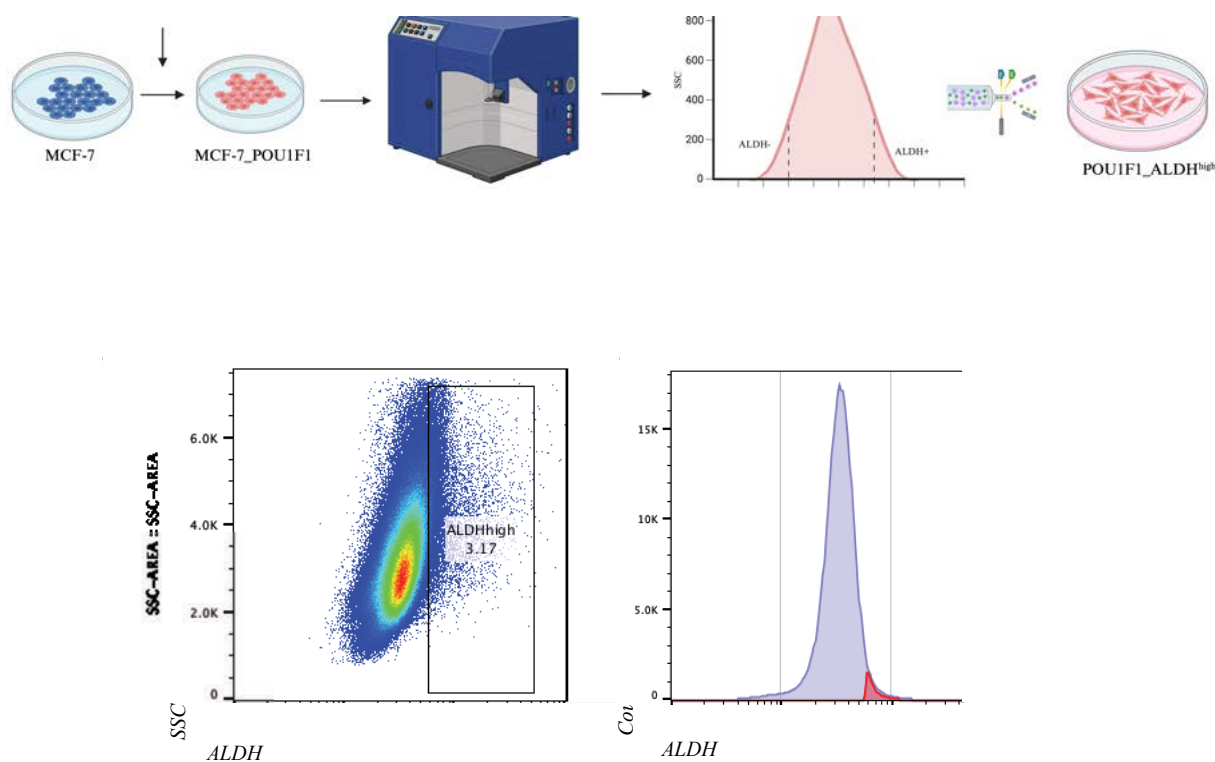 800
600
SSC
400
200
0
ALDH-
ALDH+
MCF-7
MCF-7_POU1F1
POU1F1_ALDHhigh
SSC-AREA :: SSC-AREA
6.0K
4.0K
2.0K
0
ALDHhigh
3.17
SSC
ALDH
15K
10K
5.0K
0
Cou
ALDH